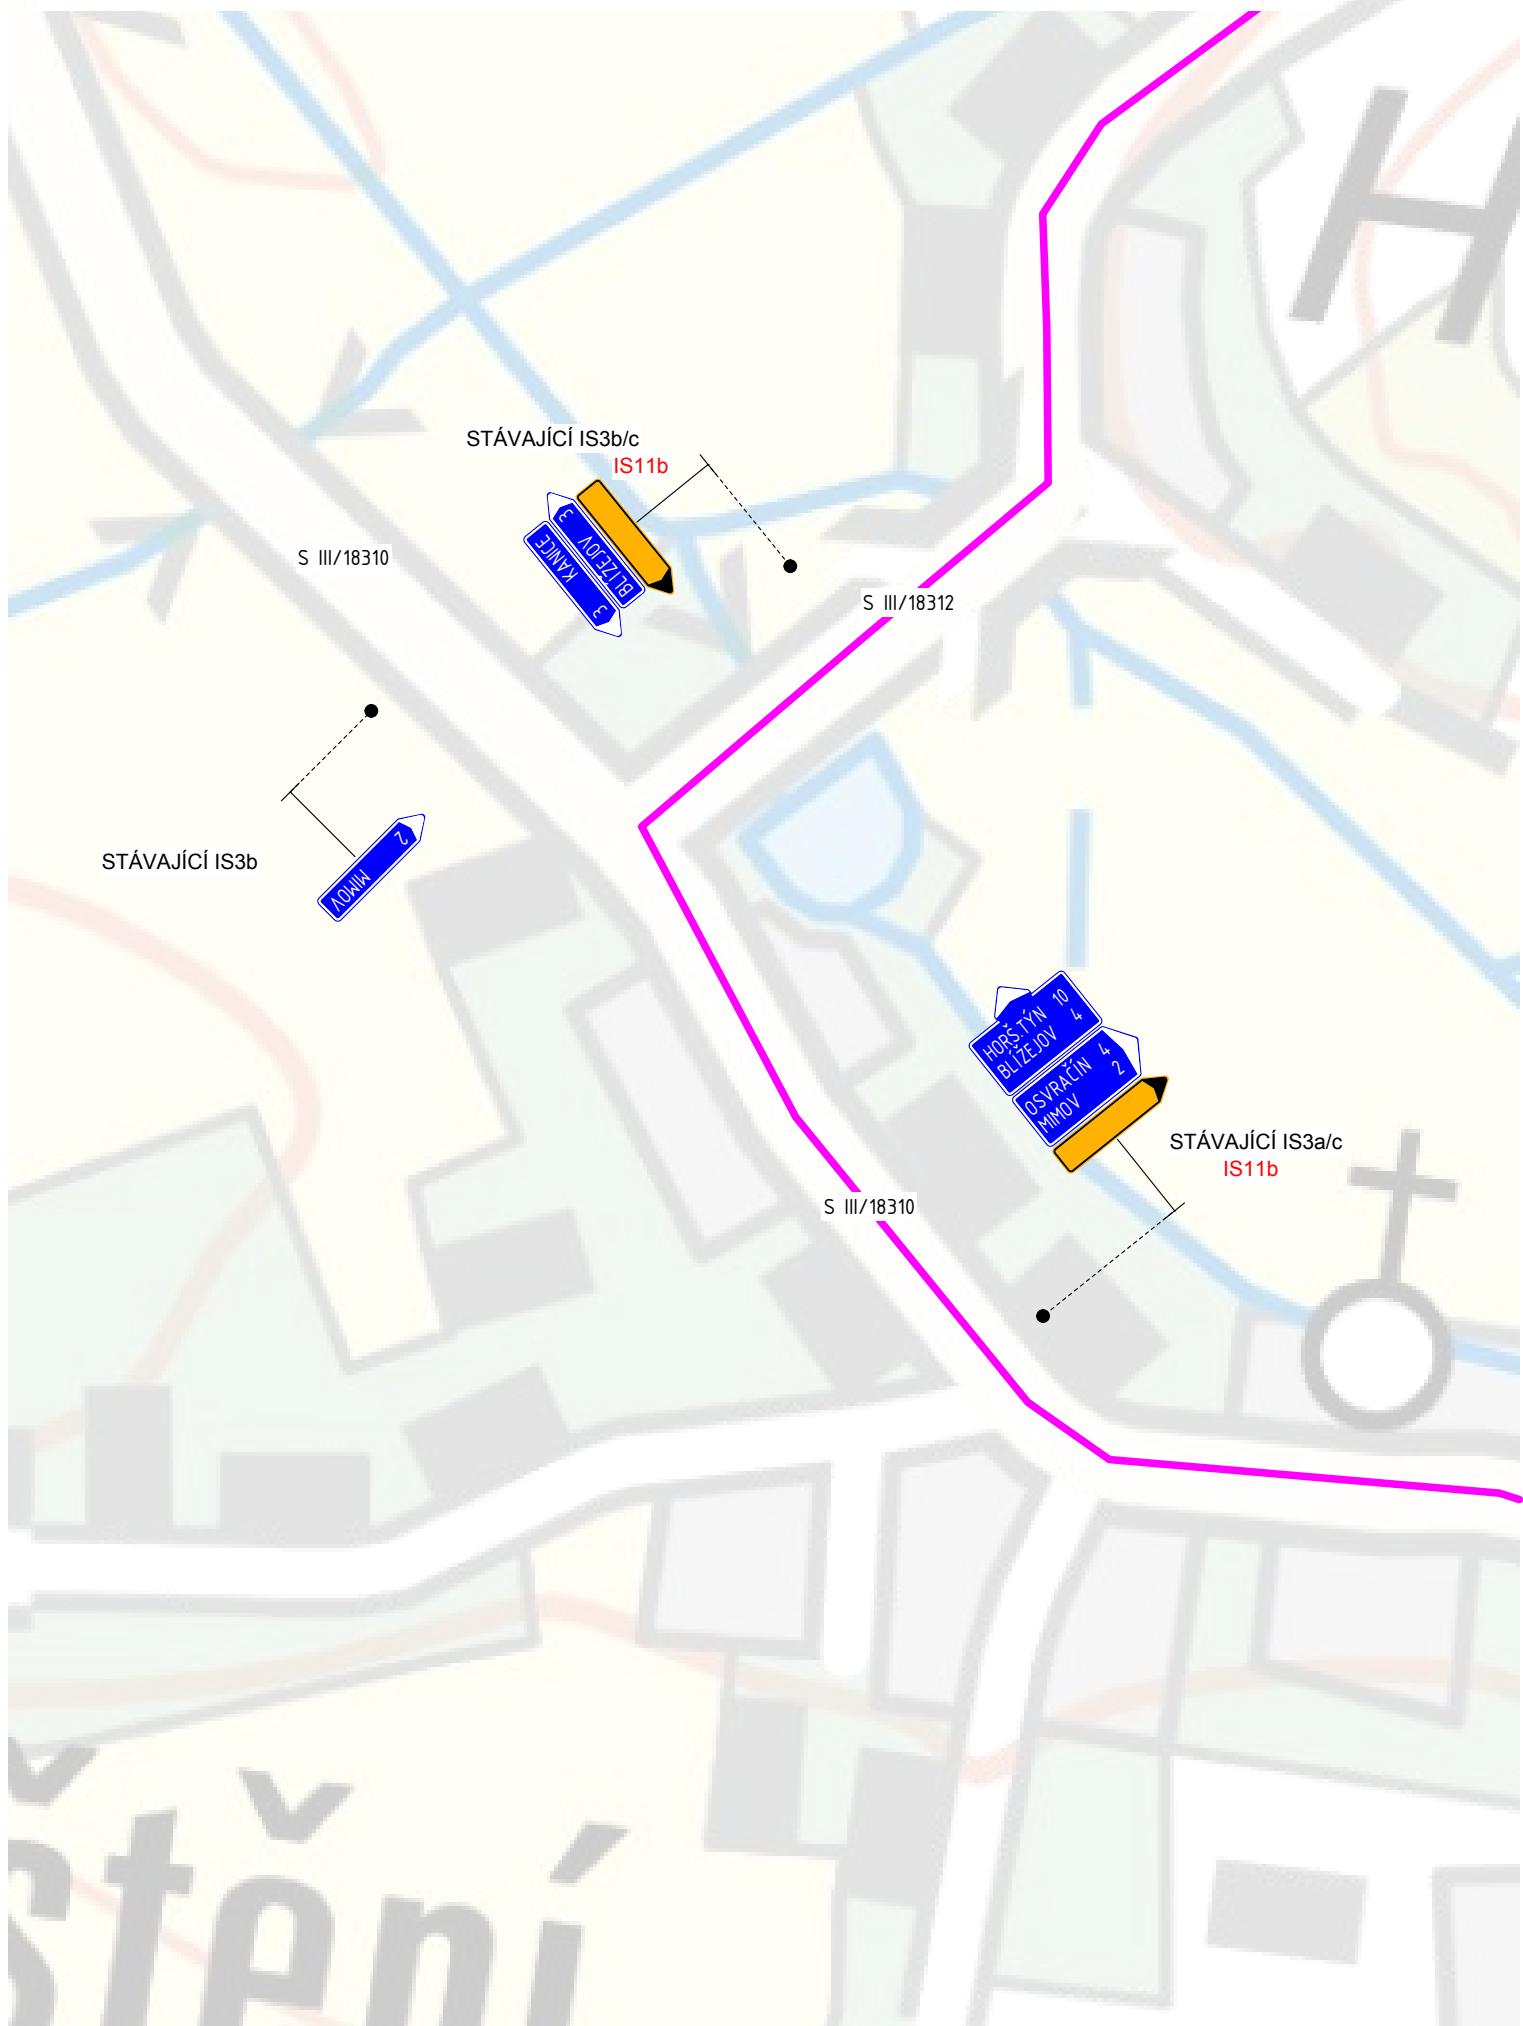 H
STÁVAJÍCÍ IS3b/c
IS11b
BLÍŽEJOV 3
KANICE 3
S III/18310
S III/18312
STÁVAJÍCÍ IS3b
MIMOV 2
HORŠ.TÝN 10
BLÍŽEJOV 4
OSVRAČÍN 4
MIMOV 2
STÁVAJÍCÍ IS3a/c
IS11b
S III/18310
štění